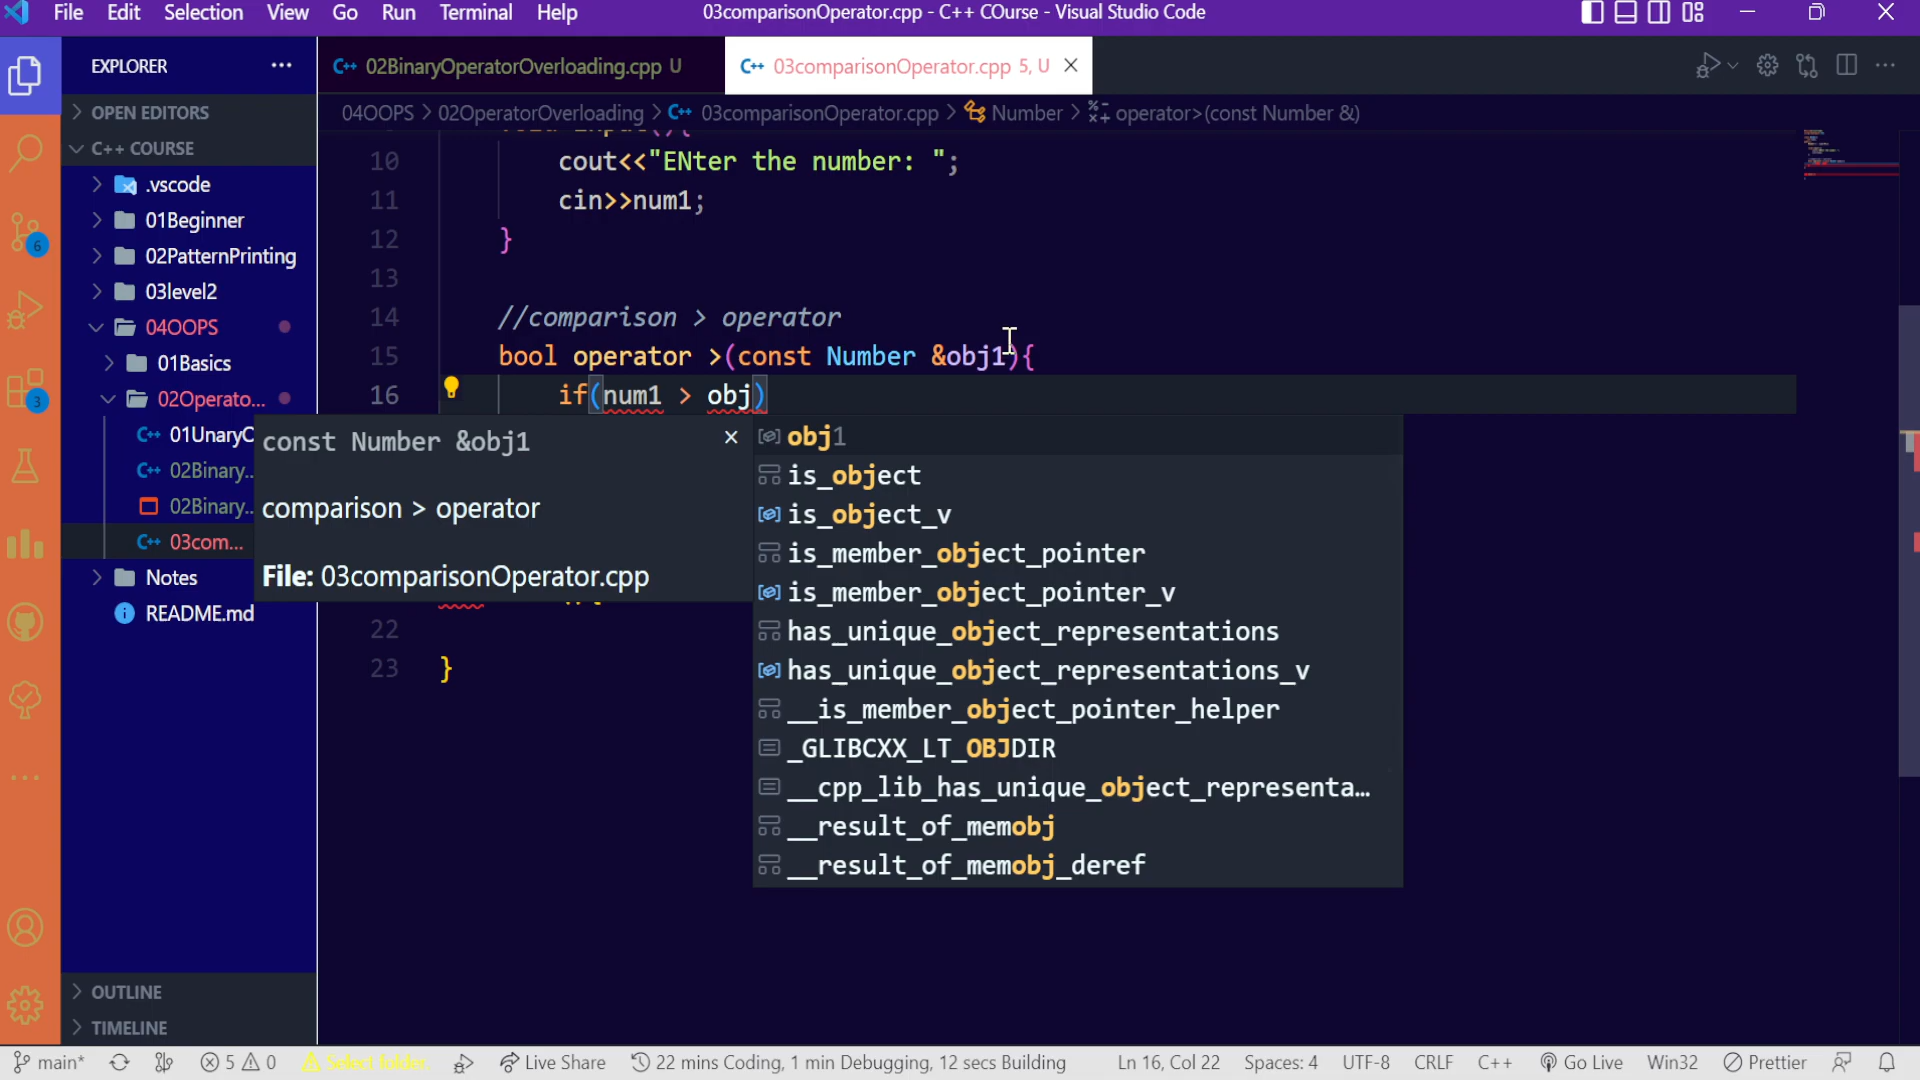 File Edit Selection View Go Run Terminal Help
03comparisonOperator.cpp - C++ COurse - Visual Studio Code
EXPLORER
OPEN EDITORS
C++ COURSE
.vscode
01Beginner
02PatternPrinting
03level2
04OOPS
01Basics
02Operato...
C++ 01UnaryC
C++ 02Binary...
02Binary...
C++ 03com...
Notes
README.md
OUTLINE
TIMELINE
6
3
C++ 02BinaryOperatorOverloading.cpp U
C++ 03comparisonOperator.cpp 5, U
04OOPS > 02OperatorOverloading > C++ 03comparisonOperator.cpp > Number > operator>(const Number &)
10 cout<<"ENter the number: ";
11 cin>>num1;
12 }
13
14 //comparison > operator
15 bool operator >(const Number &obj1){
16 if(num1 > obj)
const Number &obj1
comparison > operator
File: 03comparisonOperator.cpp
obj1
is_object
is_object_v
is_member_object_pointer
is_member_object_pointer_v
has_unique_object_representations
has_unique_object_representations_v
__is_member_object_pointer_helper
_GLIBCXX_LT_OBJDIR
__cpp_lib_has_unique_object_representa...
__result_of_memobj
__result_of_memobj_deref
22
23 }
main* 5 0 Select folder. Live Share 22 mins Coding, 1 min Debugging, 12 secs Building Ln 16, Col 22 Spaces: 4 UTF-8 CRLF C++ Go Live Win32 Prettier